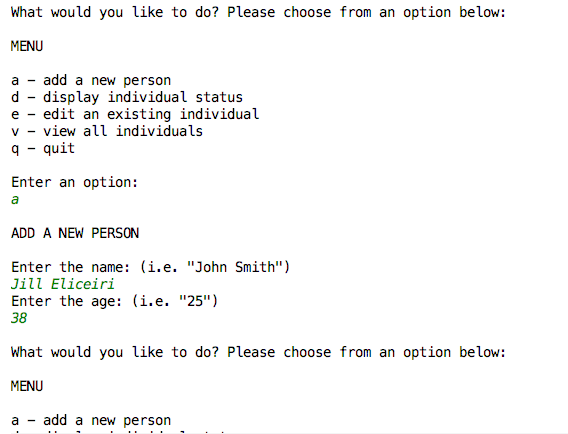 What would you like to do? Please choose from an option below:
MENU
a – add a new person
d – display individual status
e – edit an existing individual
v – view all individuals
q – quit
Enter an option:
a
ADD A NEW PERSON
Enter the name: (i.e. "John Smith")
Jill Eliceiri
Enter the age: (i.e. "25")
38
What would you like to do? Please choose from an option below:
MENU
a – add a new person